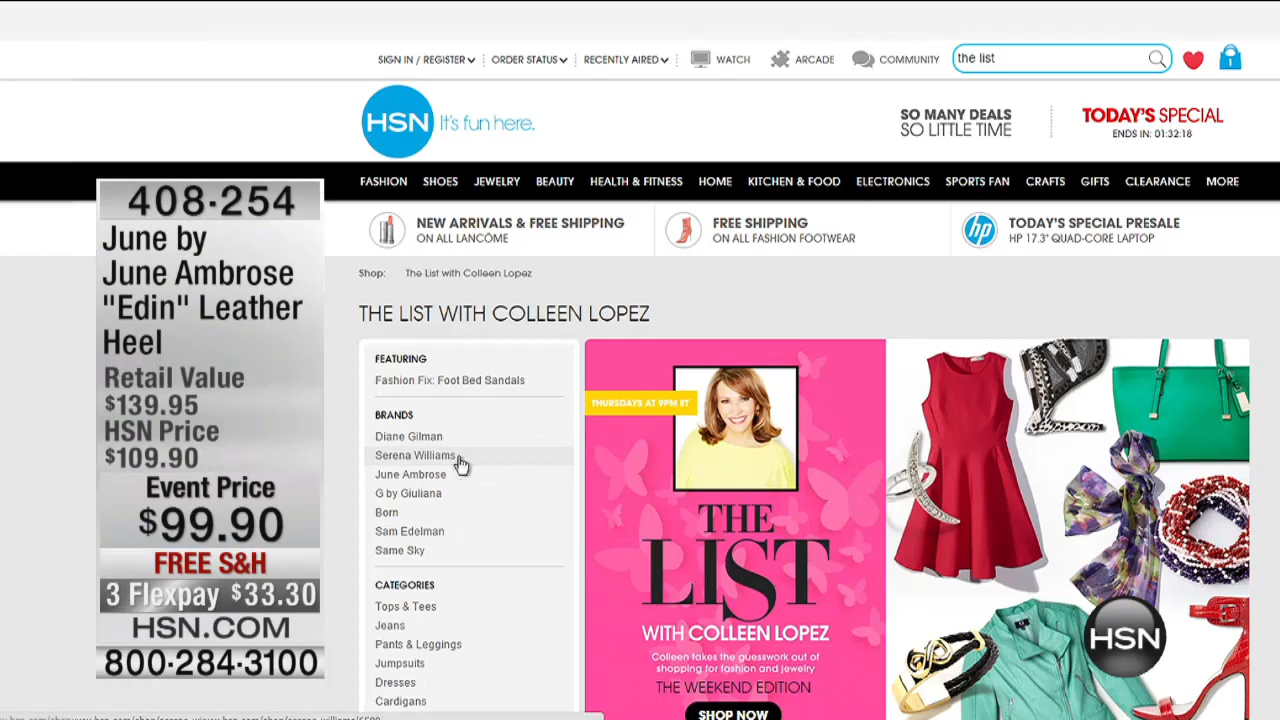 SIGN IN / REGISTER
ORDER STATUS
RECENTLY AIRED
WATCH
ARCADE
COMMUNITY
the list
1
HSN It's fun here.
SO MANY DEALS
SO LITTLE TIME
TODAY'S SPECIAL
ENDS IN: 01:32:18
FASHION SHOES JEWELRY BEAUTY HEALTH & FITNESS HOME KITCHEN & FOOD ELECTRONICS SPORTS FAN CRAFTS GIFTS CLEARANCE MORE
NEW ARRIVALS & FREE SHIPPING
ON ALL LANCÔME
FREE SHIPPING
ON ALL FASHION FOOTWEAR
hp
TODAY'S SPECIAL PRESALE
HP 17.3" QUAD-CORE LAPTOP
408-254
June by
June Ambrose
"Edin" Leather
Heel
Retail Value
$139.95
HSN Price
$109.90
Event Price
$99.90
FREE S&H
3 Flexpay $33.30
HSN.COM
800-284-3100
Shop: The List with Colleen Lopez
THE LIST WITH COLLEEN LOPEZ
FEATURING
Fashion Fix: Foot Bed Sandals
BRANDS
Diane Gilman
Serena Williams
June Ambrose
G by Giuliana
Born
Sam Edelman
Same Sky
CATEGORIES
Tops & Tees
Jeans
Pants & Leggings
Jumpsuits
Dresses
Cardigans
THURSDAYS AT 9PM ET
THE
LIST
WITH COLLEEN LOPEZ
Colleen takes the guesswork out of
shopping for fashion and jewelry
THE WEEKEND EDITION
SHOP NOW
HSN